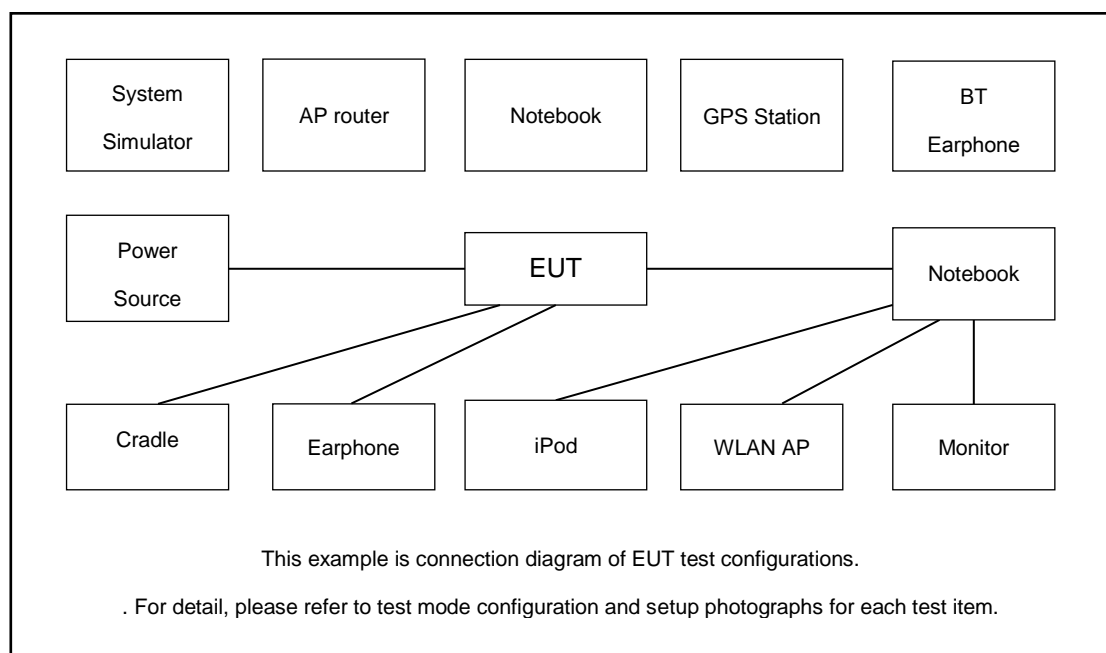 System
Simulator
AP router
Notebook
GPS Station
BT
Earphone
Power
Source
EUT
Notebook
Cradle
Earphone
iPod
WLAN AP
Monitor
This example is connection diagram of EUT test configurations.
. For detail, please refer to test mode configuration and setup photographs for each test item.